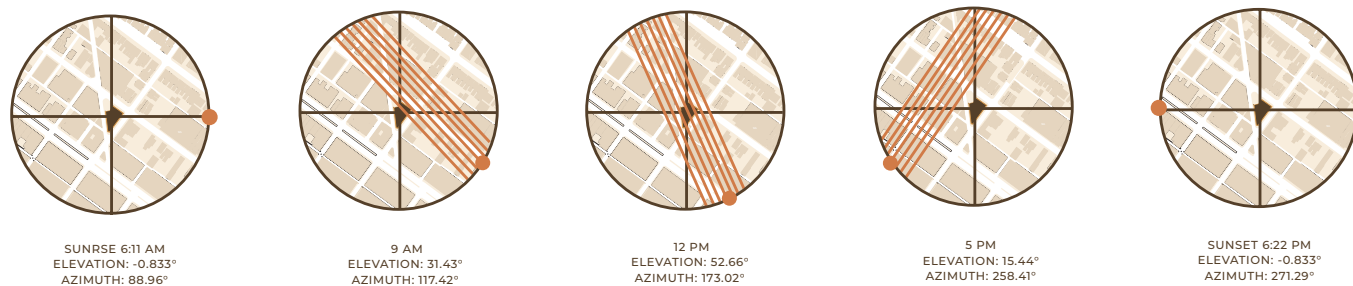 SUNRSE 6:11 AM
ELEVATION: -0.833°
AZIMUTH: 88.96°
9 AM
ELEVATION: 31.43°
AZIMUTH: 117.42°
12 PM
ELEVATION: 52.66°
AZIMUTH: 173.02°
5 PM
ELEVATION: 15.44°
AZIMUTH: 258.41°
SUNSET 6:22 PM
ELEVATION: -0.833°
AZIMUTH: 271.29°